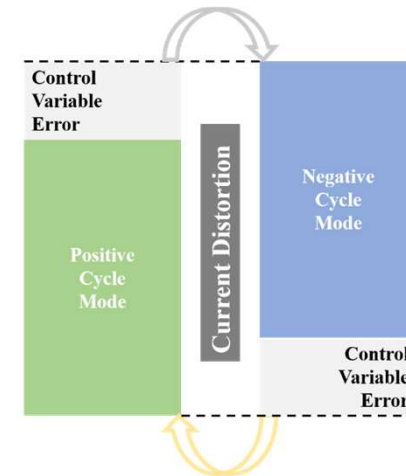 Control
Variable
Error
Positive
Cycle
Mode
Current Distortion
Negative
Cycle
Mode
Control
Variable
Error